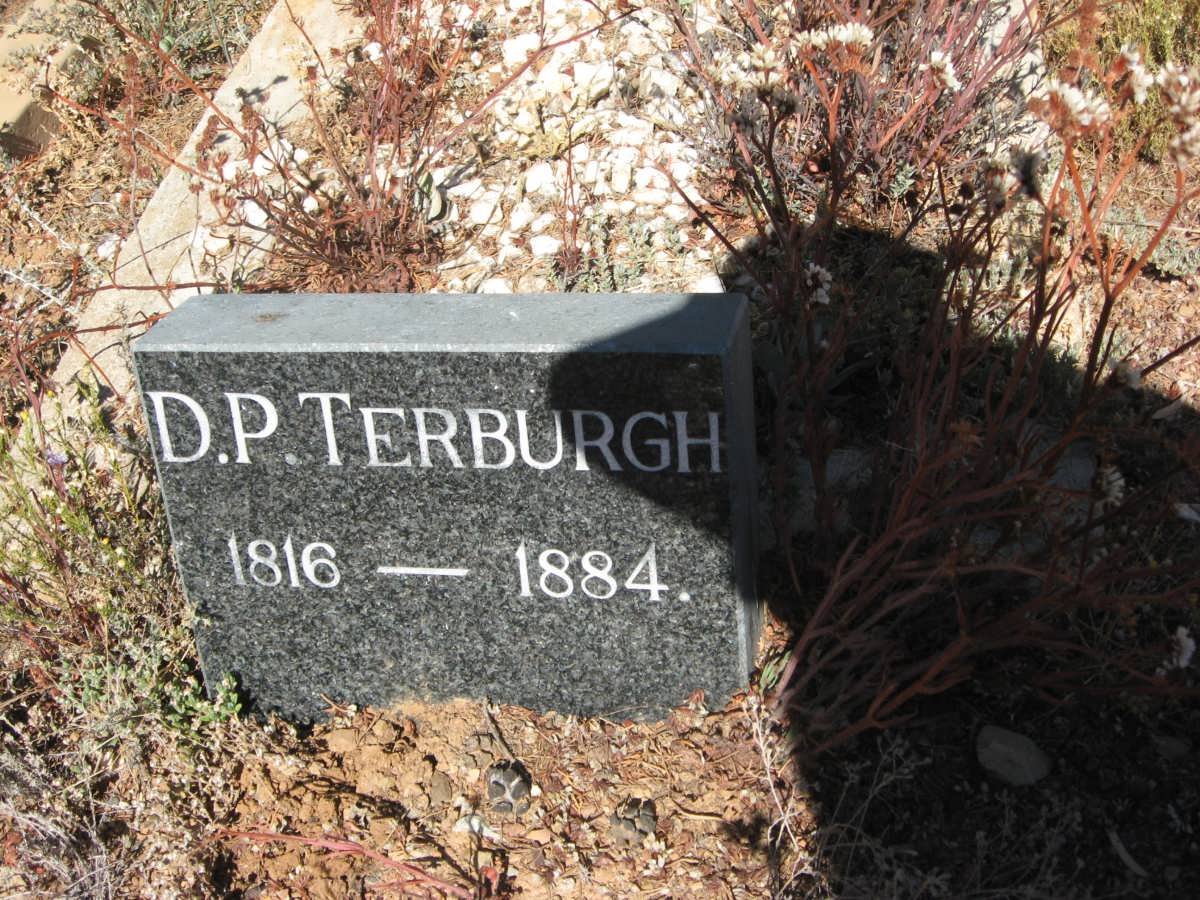 D.P. TERBURGH
1816 — 1884.